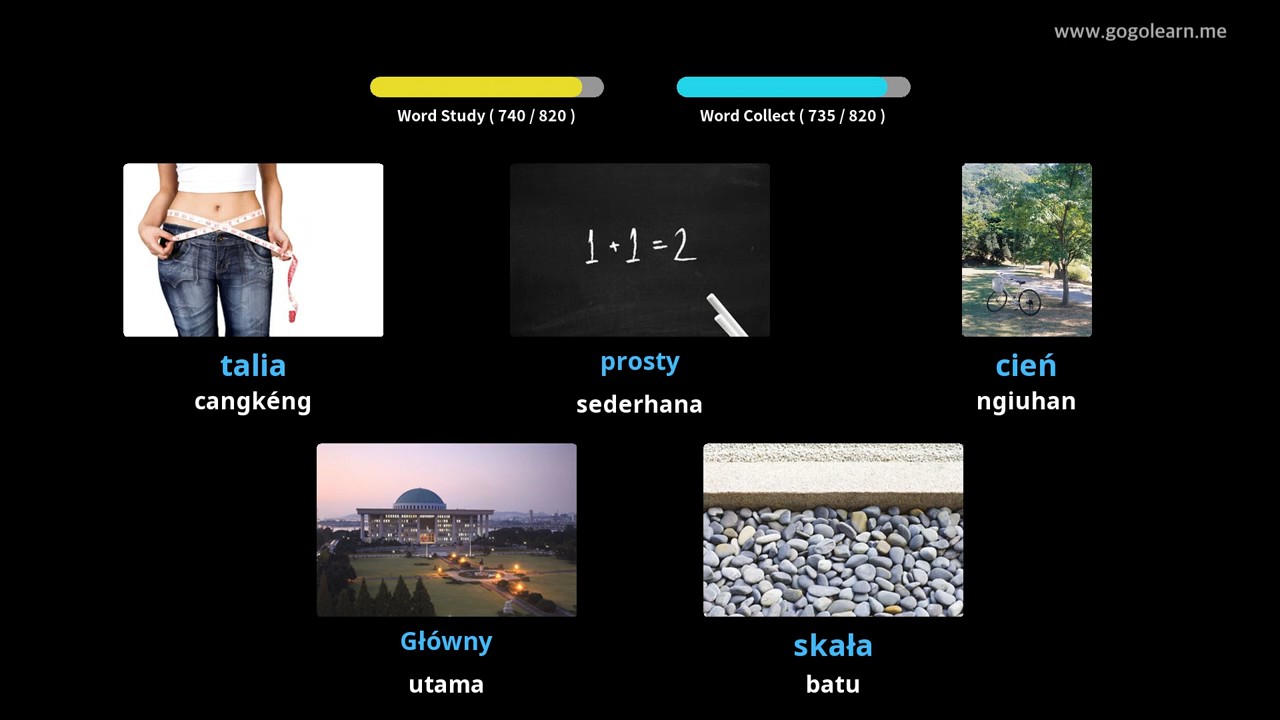 www.gogolearn.me
Word Study ( 740 / 820 )
Word Collect ( 735 / 820 )
1 + 1 = 2
talia
cangkéng
prosty
sederhana
cień
ngiuhan
Główny
utama
skała
batu